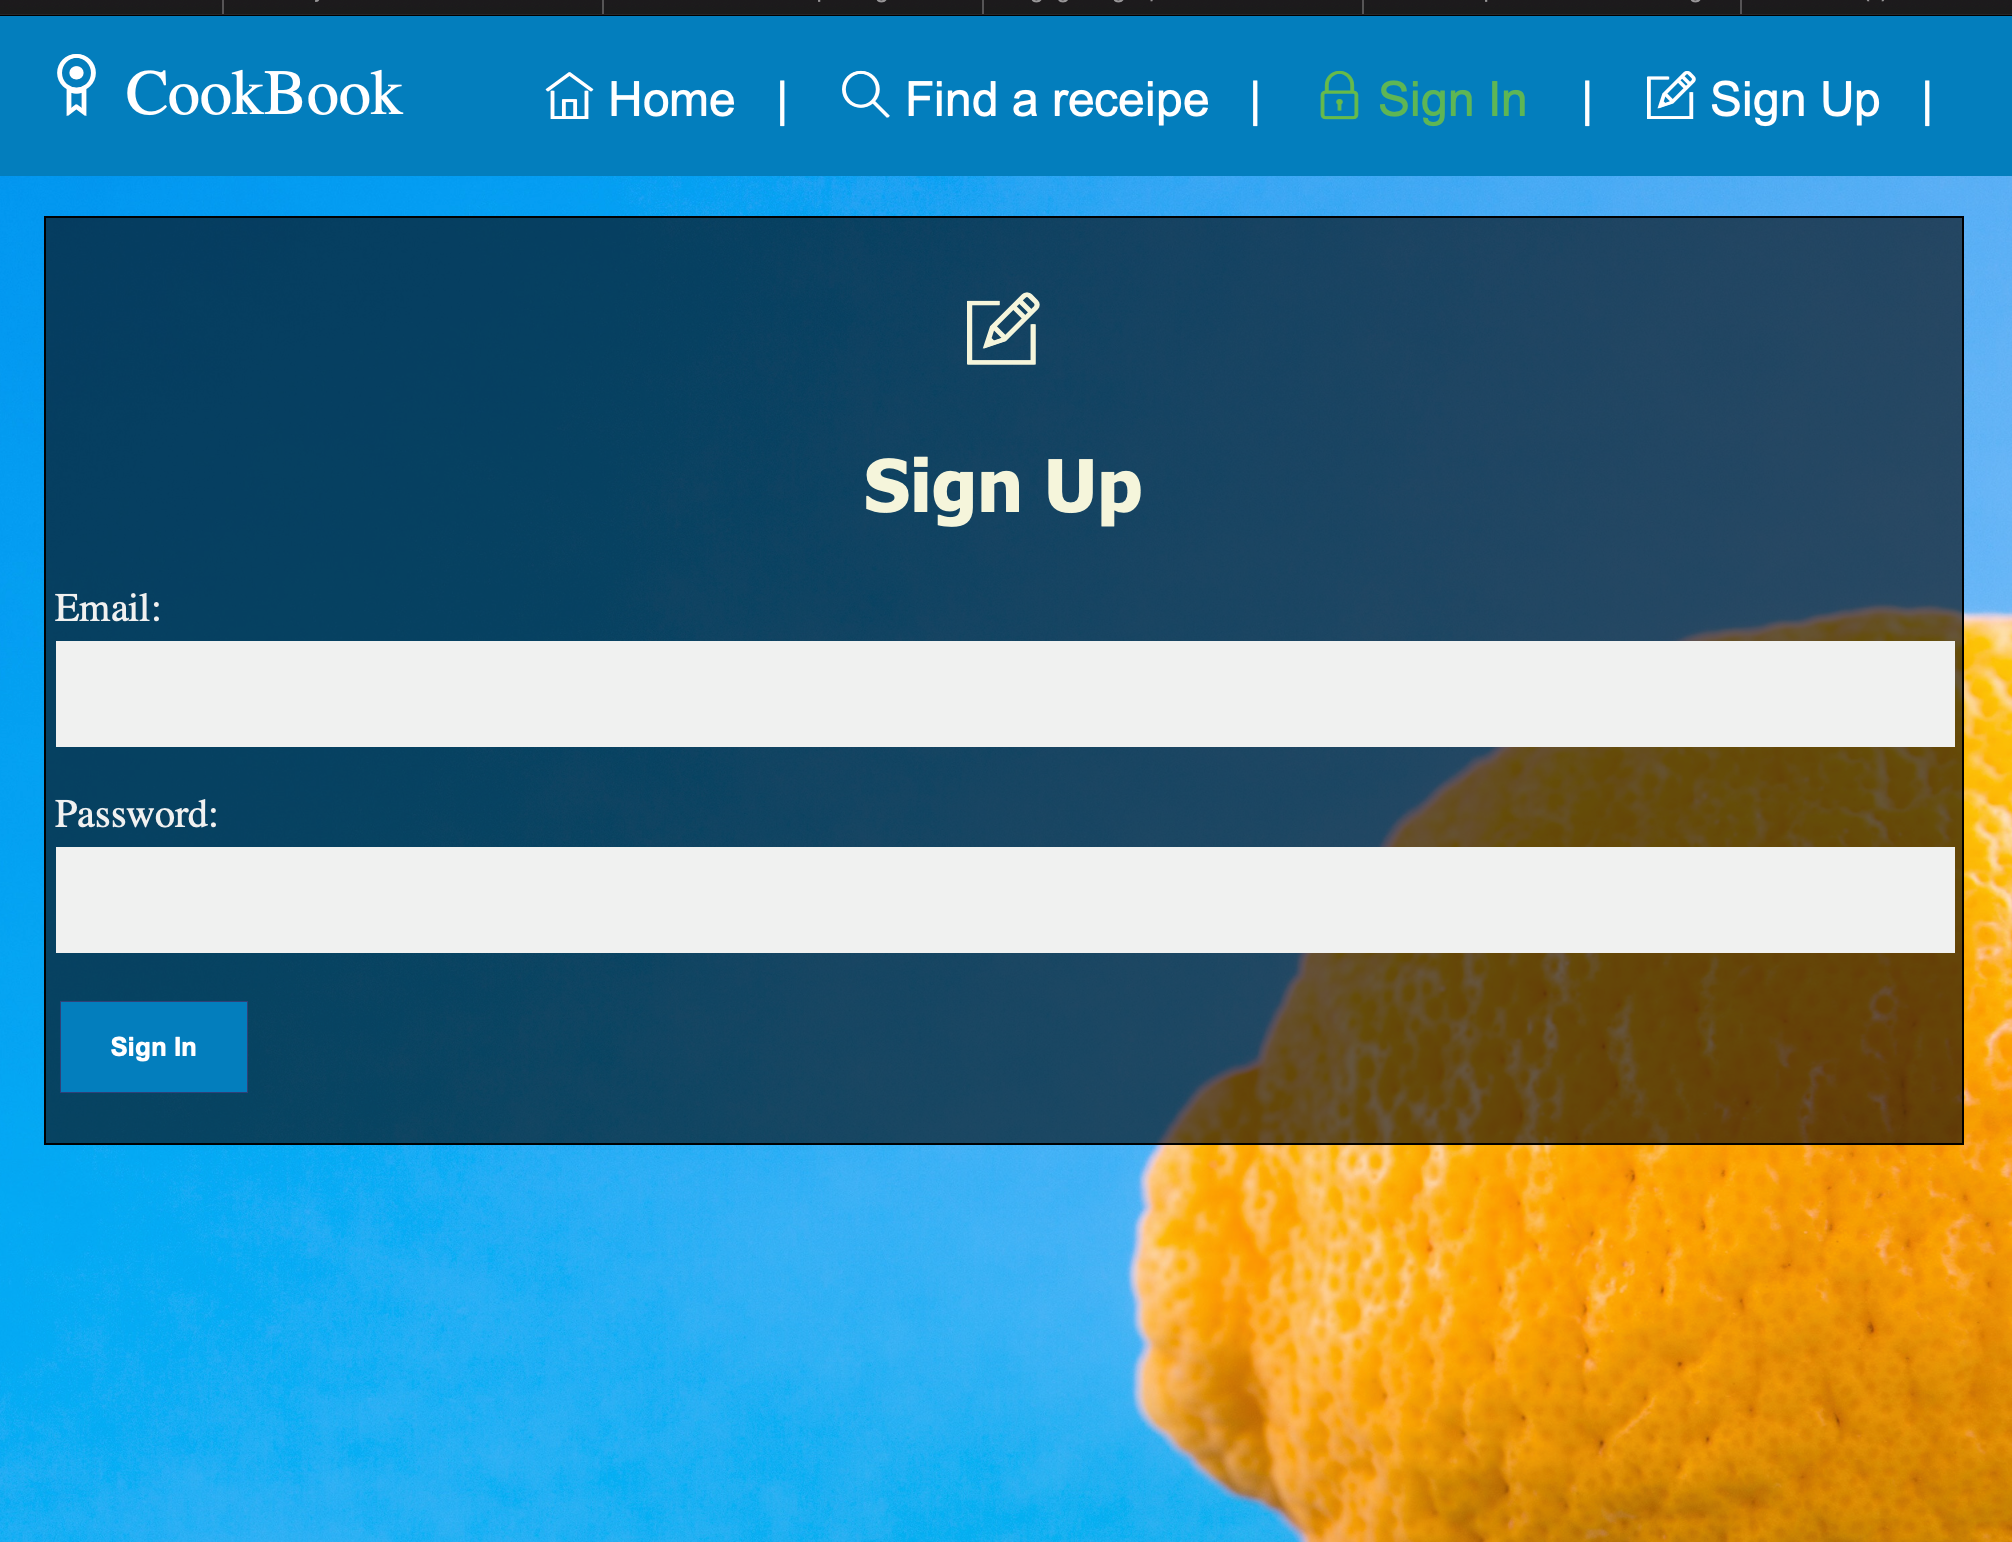 CookBook Home | Find a receipe | Sign In | Sign Up |
Sign Up
Email:
Password:
Sign In